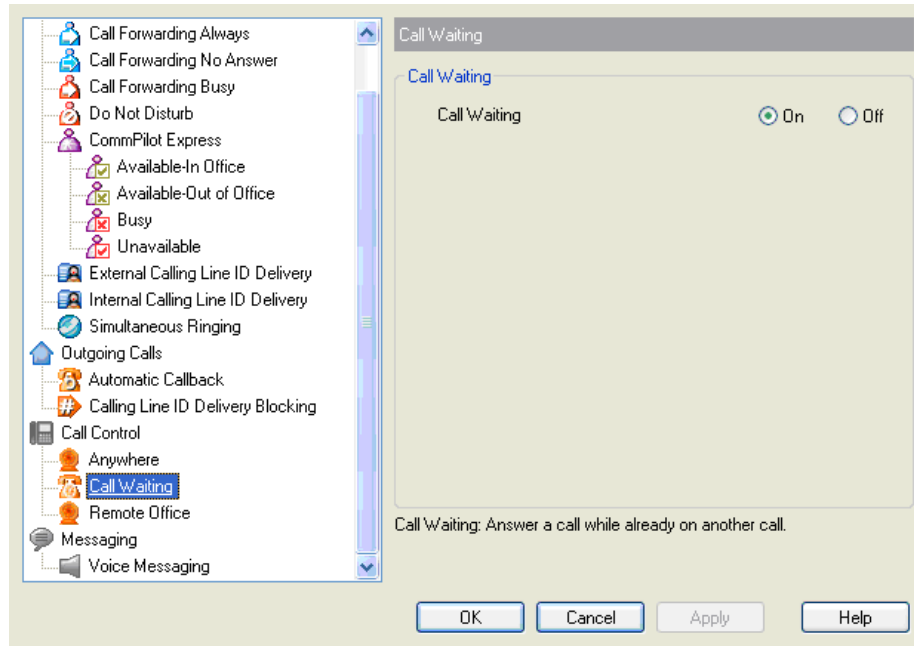 Call Forwarding Always
Call Forwarding No Answer
Call Forwarding Busy
Do Not Disturb
CommPilot Express
Available-In Office
Available-Out of Office
Busy
Unavailable
External Calling Line ID Delivery
Internal Calling Line ID Delivery
Simultaneous Ringing
Outgoing Calls
Automatic Callback
Calling Line ID Delivery Blocking
Call Control
Anywhere
Call Waiting
Remote Office
Messaging
Voice Messaging
Call Waiting
Call Waiting
Call Waiting On Off
Call Waiting: Answer a call while already on another call.
OK Cancel Apply Help